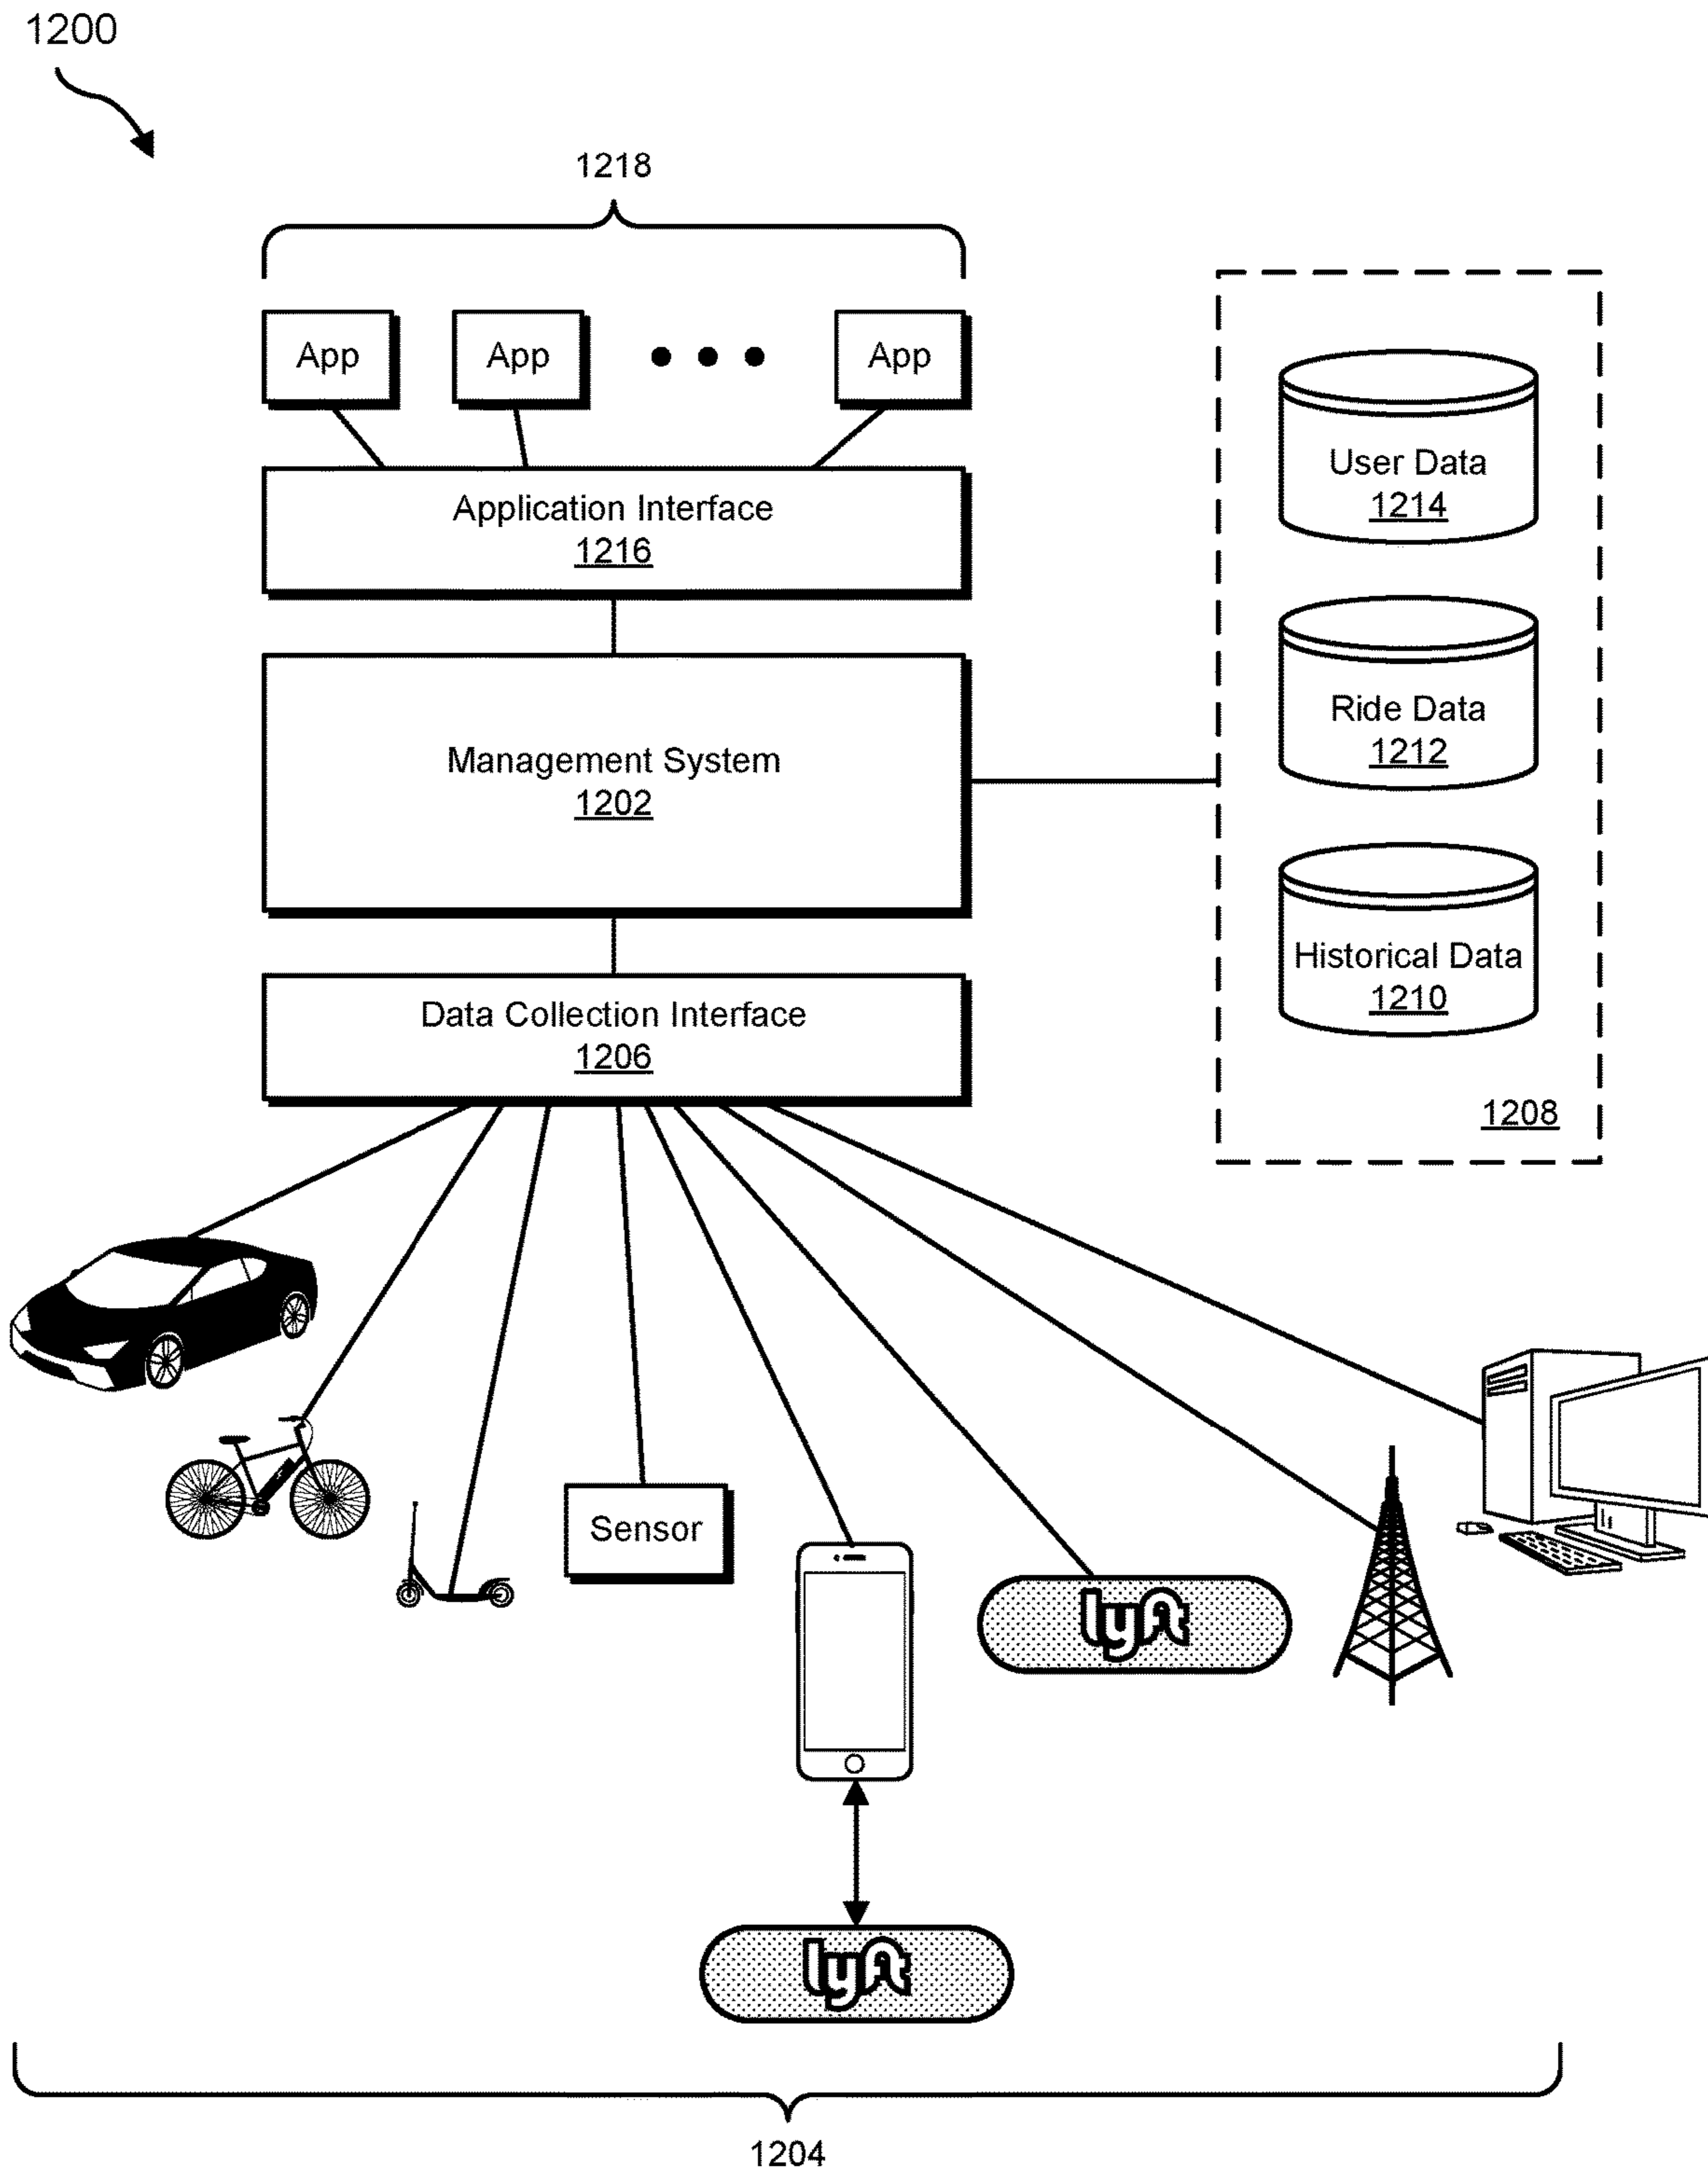 1200
1218
App
App
App
Application Interface
1216
Management System
1202
Data Collection Interface
1206
User Data
1214
Ride Data
1212
Historical Data
1210
1208
Sensor
lyft
lyft
1204